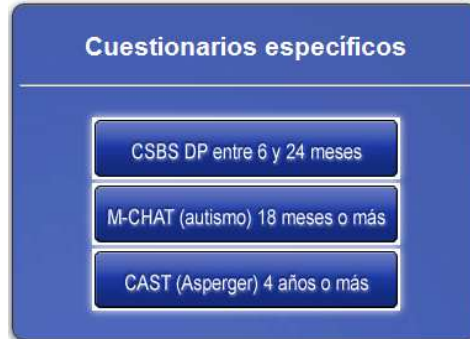 Cuestionarios específicos
CSBS DP entre 6 y 24 meses
M-CHAT (autismo) 18 meses o más
CAST (Asperger) 4 años o más